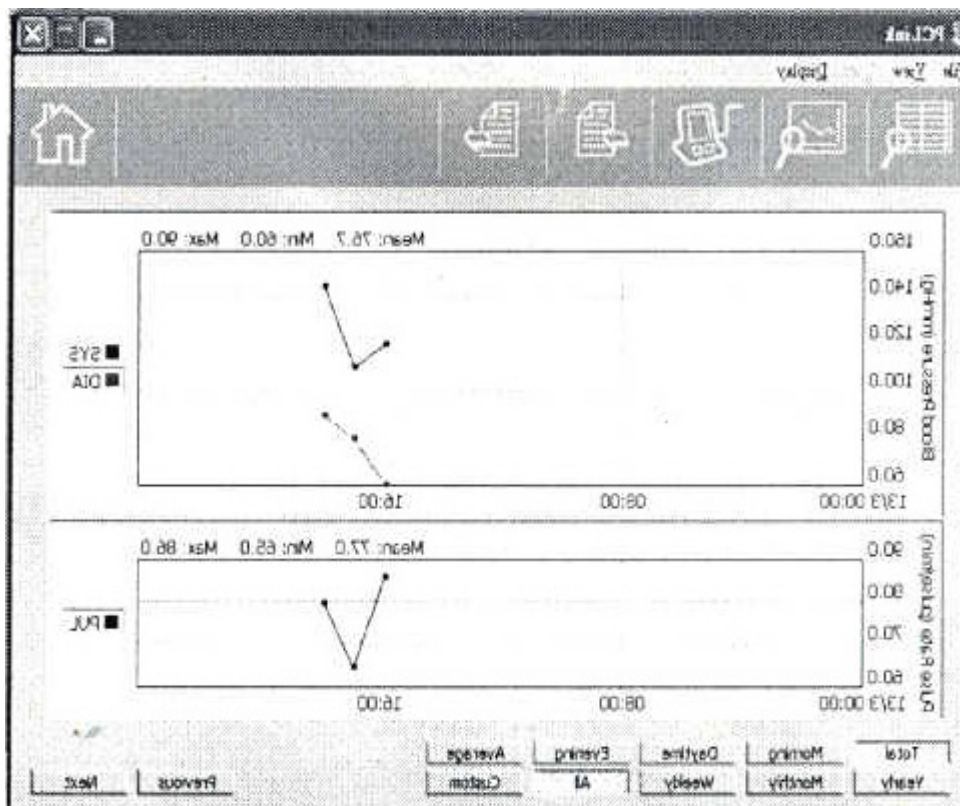 PCLink
View Display
Mean: 76.7 Min: 60.0 Max: 90.0
160.0
140.0
120.0
100.0
80.0
60.0
Blood Pressure (mmHg)
13/3 00:00 08:00 16:00
SYS
DIA
Mean: 77.0 Min: 65.0 Max: 86.0
90.0
80.0
70.0
60.0
Pulse Rate (pulses/min)
13/3 00:00 08:00 16:00
PUL
Total Morning Daytime Evening Average
Yearly Monthly Weekly All Custom Previous Next